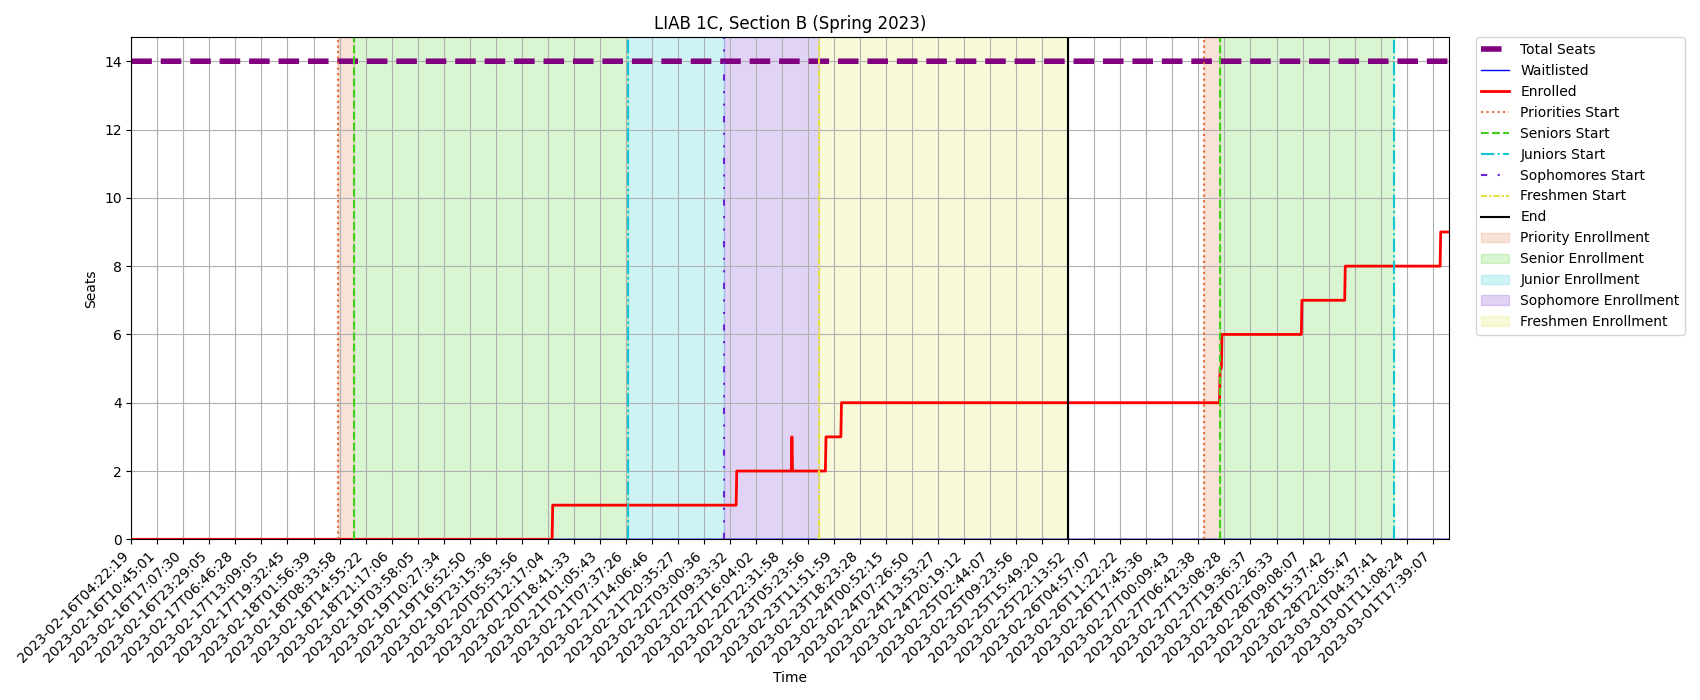 LIAB 1C, Section B (Spring 2023)
Seats
14
12
10
8
6
4
2
0
2023-02-16T04:22:19
2023-02-16T10:45:01
2023-02-16T17:07:30
2023-02-16T23:29:05
2023-02-17T06:46:28
2023-02-17T13:09:05
2023-02-17T19:32:45
2023-02-18T01:56:39
2023-02-18T08:33:58
2023-02-18T14:55:22
2023-02-18T21:17:06
2023-02-19T03:58:05
2023-02-19T10:27:34
2023-02-19T16:52:50
2023-02-19T23:15:36
2023-02-20T05:53:56
2023-02-20T12:17:04
2023-02-20T18:41:33
2023-02-21T01:05:43
2023-02-21T07:37:26
2023-02-21T14:06:46
2023-02-21T20:35:27
2023-02-22T03:00:36
2023-02-22T09:33:32
2023-02-22T16:04:02
2023-02-22T22:31:58
2023-02-23T05:23:56
2023-02-23T11:51:59
2023-02-23T18:23:28
2023-02-24T00:52:15
2023-02-24T07:26:50
2023-02-24T13:53:27
2023-02-24T20:19:12
2023-02-25T02:44:07
2023-02-25T09:23:56
2023-02-25T15:49:20
2023-02-25T22:13:52
2023-02-26T04:57:07
2023-02-26T11:22:22
2023-02-26T17:45:36
2023-02-27T00:09:43
2023-02-27T06:42:38
2023-02-27T13:08:28
2023-02-27T19:36:37
2023-02-28T02:26:33
2023-02-28T09:08:07
2023-02-28T15:37:42
2023-02-28T22:05:47
2023-03-01T04:37:41
2023-03-01T11:08:24
2023-03-01T17:39:07
Time
Total Seats
Waitlisted
Enrolled
Priorities Start
Seniors Start
Juniors Start
Sophomores Start
Freshmen Start
End
Priority Enrollment
Senior Enrollment
Junior Enrollment
Sophomore Enrollment
Freshmen Enrollment